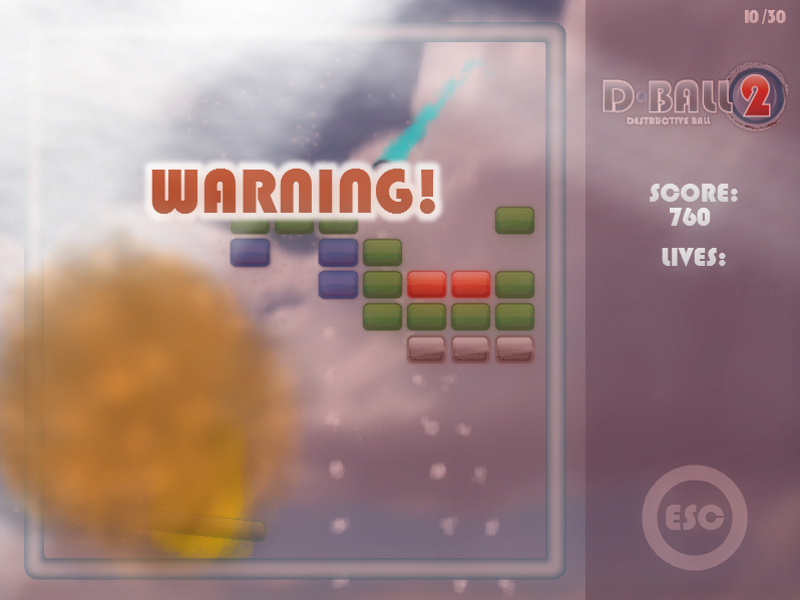 10/30
D-BALL 2
DESTRUCTIVE BALL
WARNING!
SCORE:
760
LIVES:
ESC